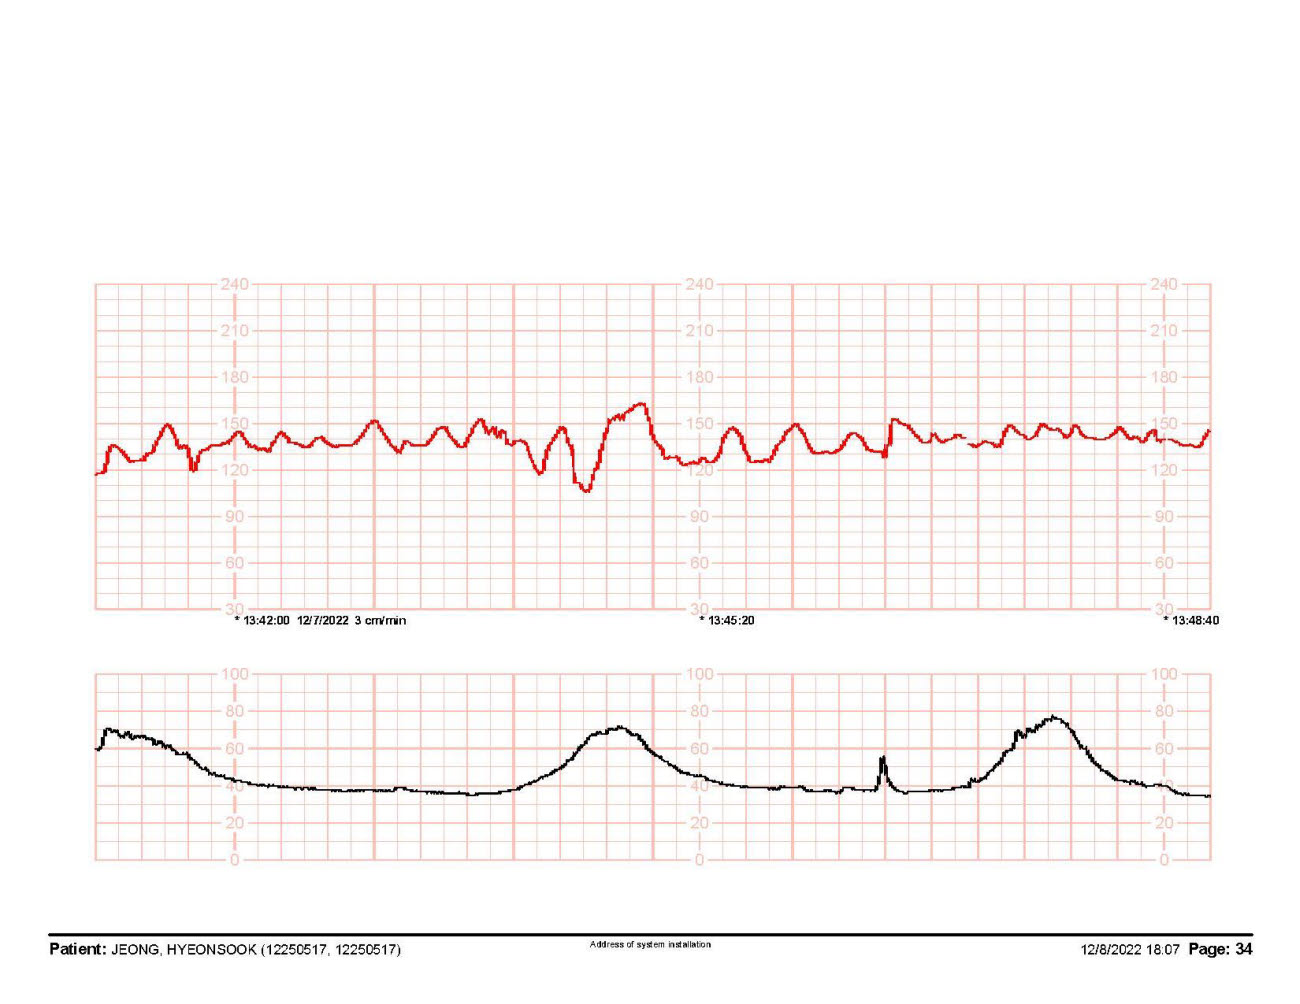 240 240 240
210 210 210
180 180 180
150 150 150
120 120 120
90 90 90
60 60 60
30 30 30
* 13:42:00 12/7/2022 3 cm/min * 13:45:20 * 13:48:40
100 100 100
80 80 80
60 60 60
40 40 40
20 20 20
0 0 0
Patient: JEONG, HYEONSOOK (12250517, 12250517) Address of system installation 12/8/2022 18:07 Page: 34